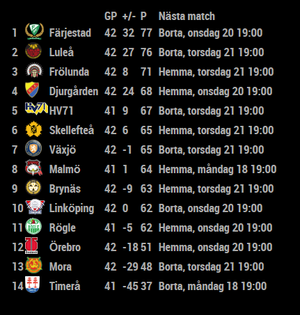 GP +/- P Nästa match
1 Färjestad 42 32 77 Borta, onsdag 20 19:00
2 Luleå 42 27 76 Borta, torsdag 21 19:00
3 Frölunda 42 8 71 Hemma, torsdag 21 19:00
4 Djurgården 42 24 68 Hemma, onsdag 20 19:00
5 HV71 41 9 67 Borta, torsdag 21 19:00
6 Skellefteå 42 6 65 Hemma, torsdag 21 19:00
7 Växjö 42 -1 65 Borta, torsdag 21 19:00
8 Malmö 41 1 64 Hemma, måndag 18 19:00
9 Brynäs 42 -9 63 Hemma, torsdag 21 19:00
10 Linköping 42 0 62 Borta, onsdag 20 19:00
11 Rögle 41 -5 62 Hemma, onsdag 20 19:00
12 Örebro 42 -18 51 Hemma, onsdag 20 19:00
13 Mora 42 -29 48 Borta, torsdag 21 19:00
14 Timerå 41 -45 37 Borta, måndag 18 19:00